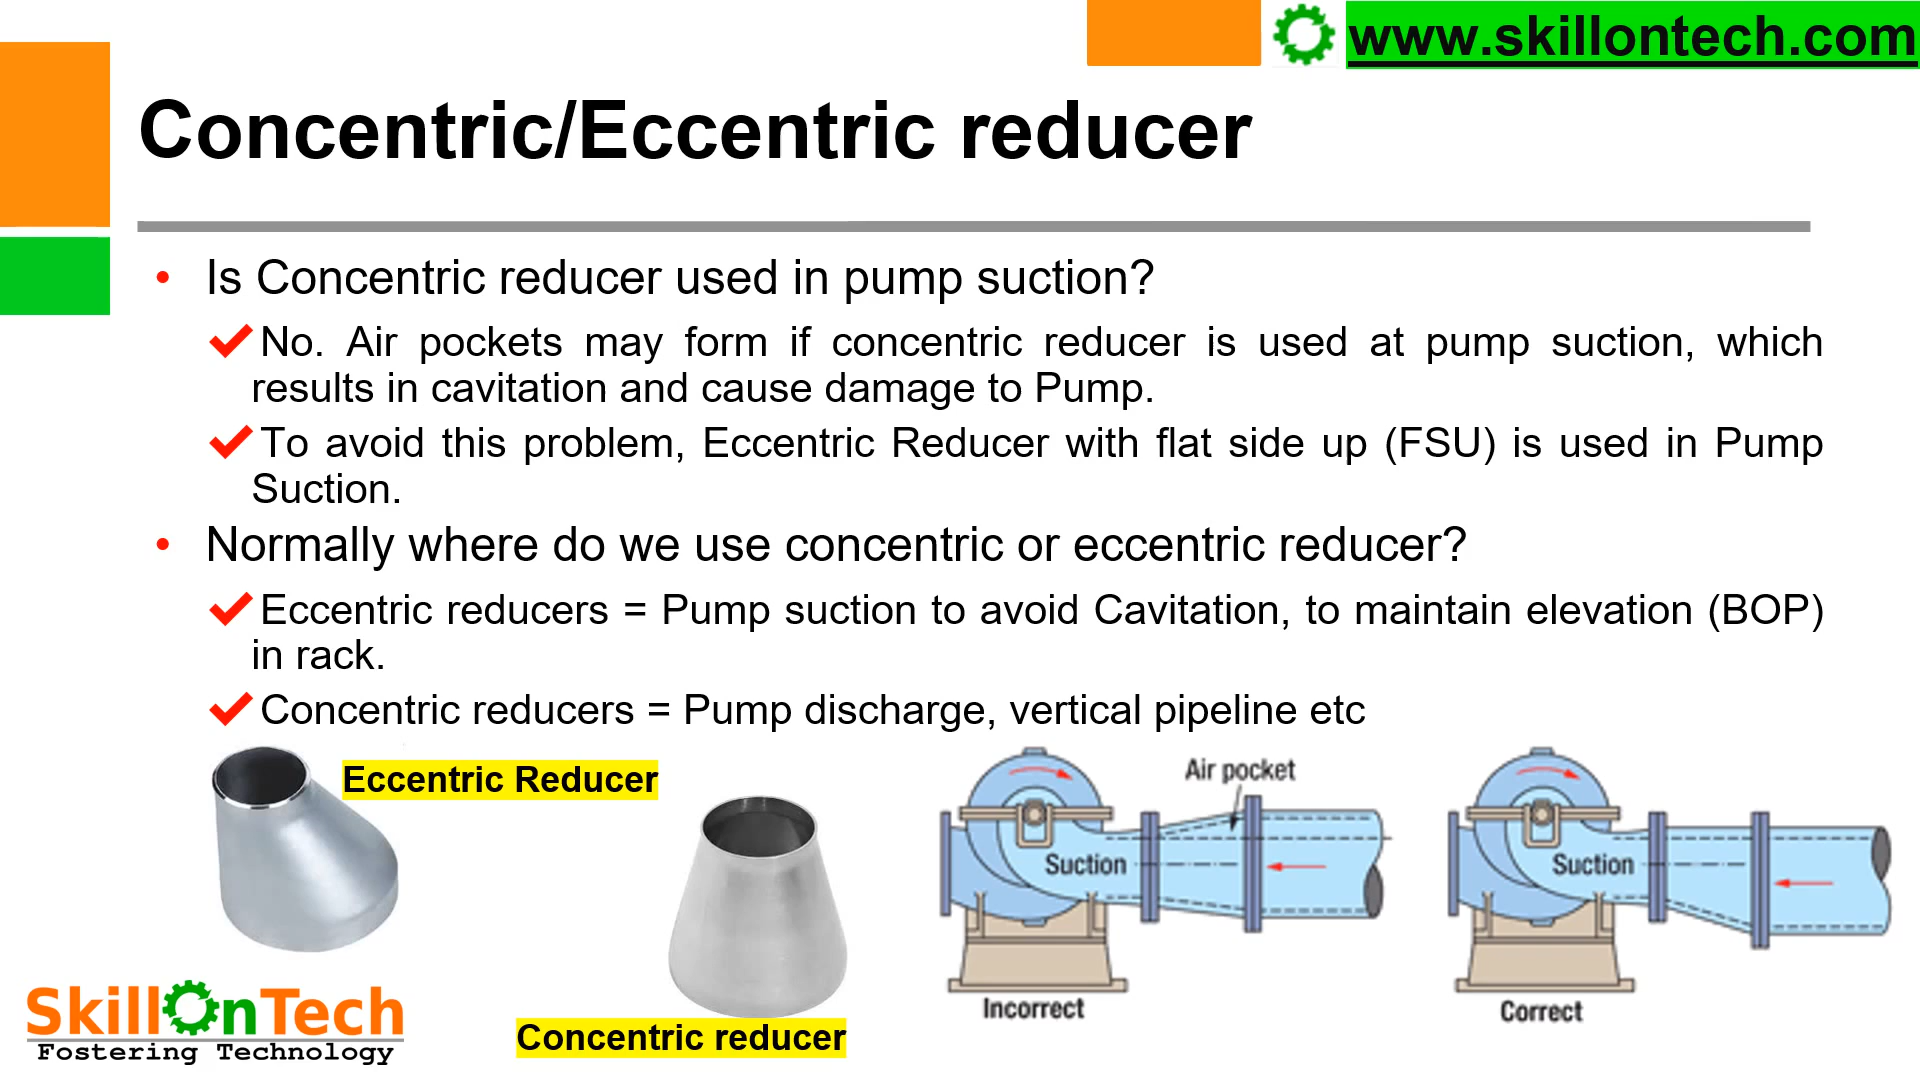 www.skillontech.com
Concentric/Eccentric reducer
• Is Concentric reducer used in pump suction?
✔No. Air pockets may form if concentric reducer is used at pump suction, which
results in cavitation and cause damage to Pump.
✔To avoid this problem, Eccentric Reducer with flat side up (FSU) is used in Pump
Suction.
• Normally where do we use concentric or eccentric reducer?
✔Eccentric reducers = Pump suction to avoid Cavitation, to maintain elevation (BOP)
in rack.
✔Concentric reducers = Pump discharge, vertical pipeline etc
Eccentric Reducer
Concentric reducer
Air pocket
Suction
Incorrect
Suction
Correct
SkillOnTech
Fostering Technology